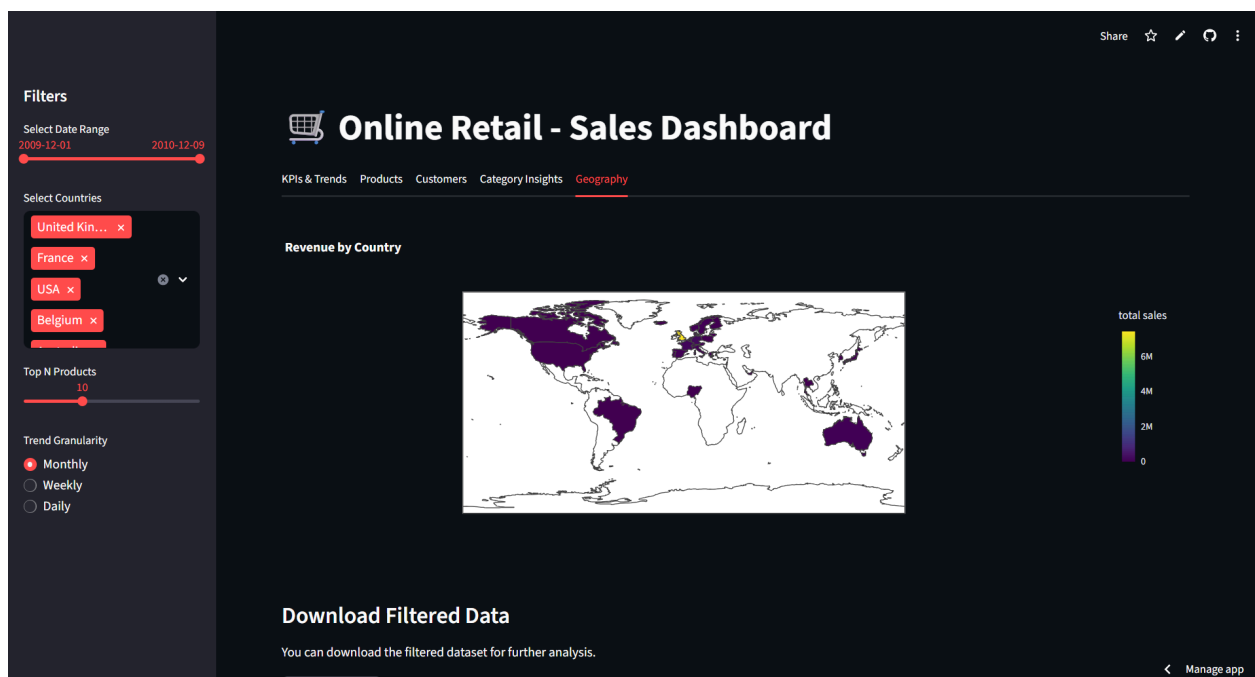 Share
Filters
Select Date Range
2009-12-01 2010-12-09
Select Countries
United Kin... ×
France ×
USA ×
Belgium ×
Top N Products
10
Trend Granularity
Monthly
Weekly
Daily
Online Retail - Sales Dashboard
KPIs & Trends Products Customers Category Insights Geography
Revenue by Country
total sales
6M
4M
2M
0
Download Filtered Data
You can download the filtered dataset for further analysis.
Manage app